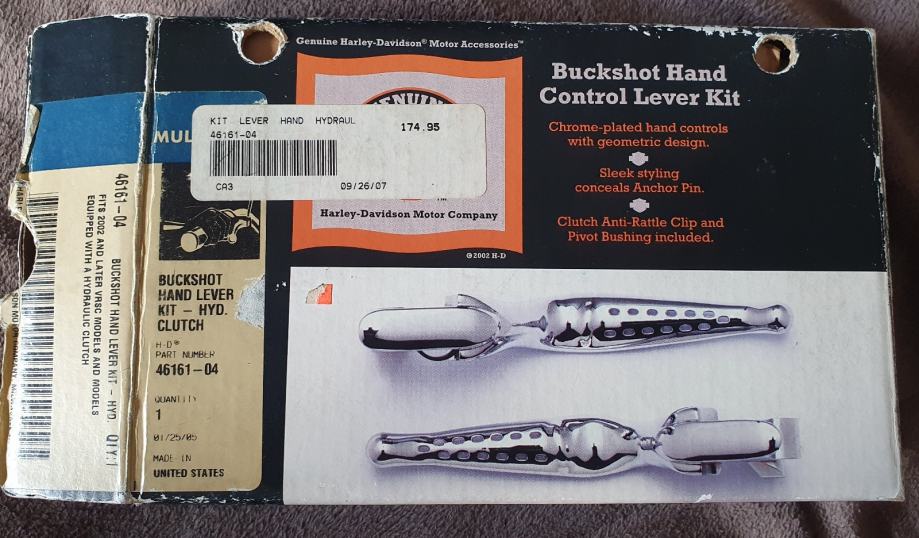 Genuine Harley-Davidson® Motor Accessories™
GENUINE
™
Harley-Davidson Motor Company
© 2002 H-D
Buckshot Hand
Control Lever Kit
Chrome-plated hand controls
with geometric design.
Sleek styling
conceals Anchor Pin.
Clutch Anti-Rattle Clip and
Pivot Bushing included.
KIT LEVER HAND HYDRAUL
46161-04
174.95
CA3
09/26/07
MUL
BUCKSHOT
HAND LEVER
KIT - HYD.
CLUTCH
H-D®
PART NUMBER
46161-04
QUANTITY
1
01/25/05
MADE IN
UNITED STATES
46161-04 BUCKSHOT HAND LEVER KIT - HYD. QTY:1
FITS 2002 AND LATER VRSC MODELS AND MODELS
EQUIPPED WITH A HYDRAULIC CLUTCH